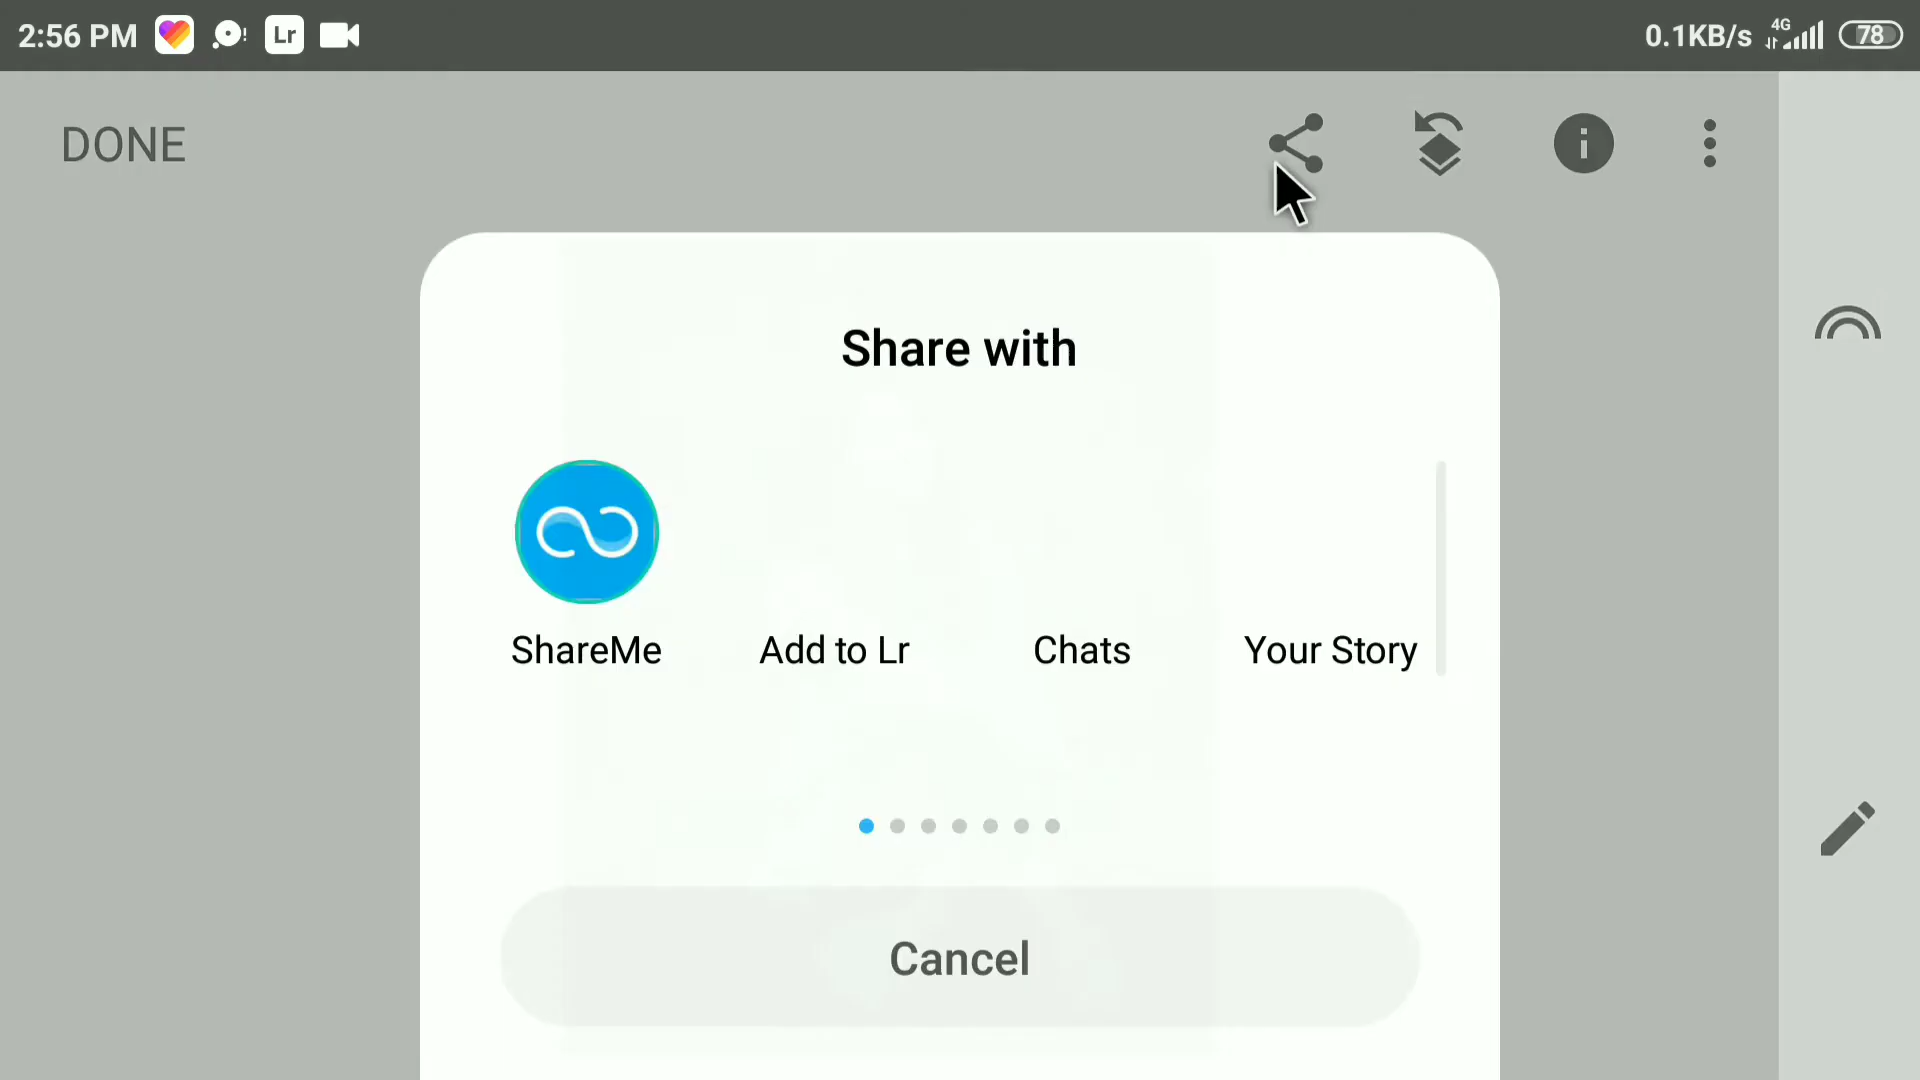 2:56 PM Lr 0.1KB/s 4G 78
DONE
Share with
ShareMe Add to Lr Chats Your Story
Cancel